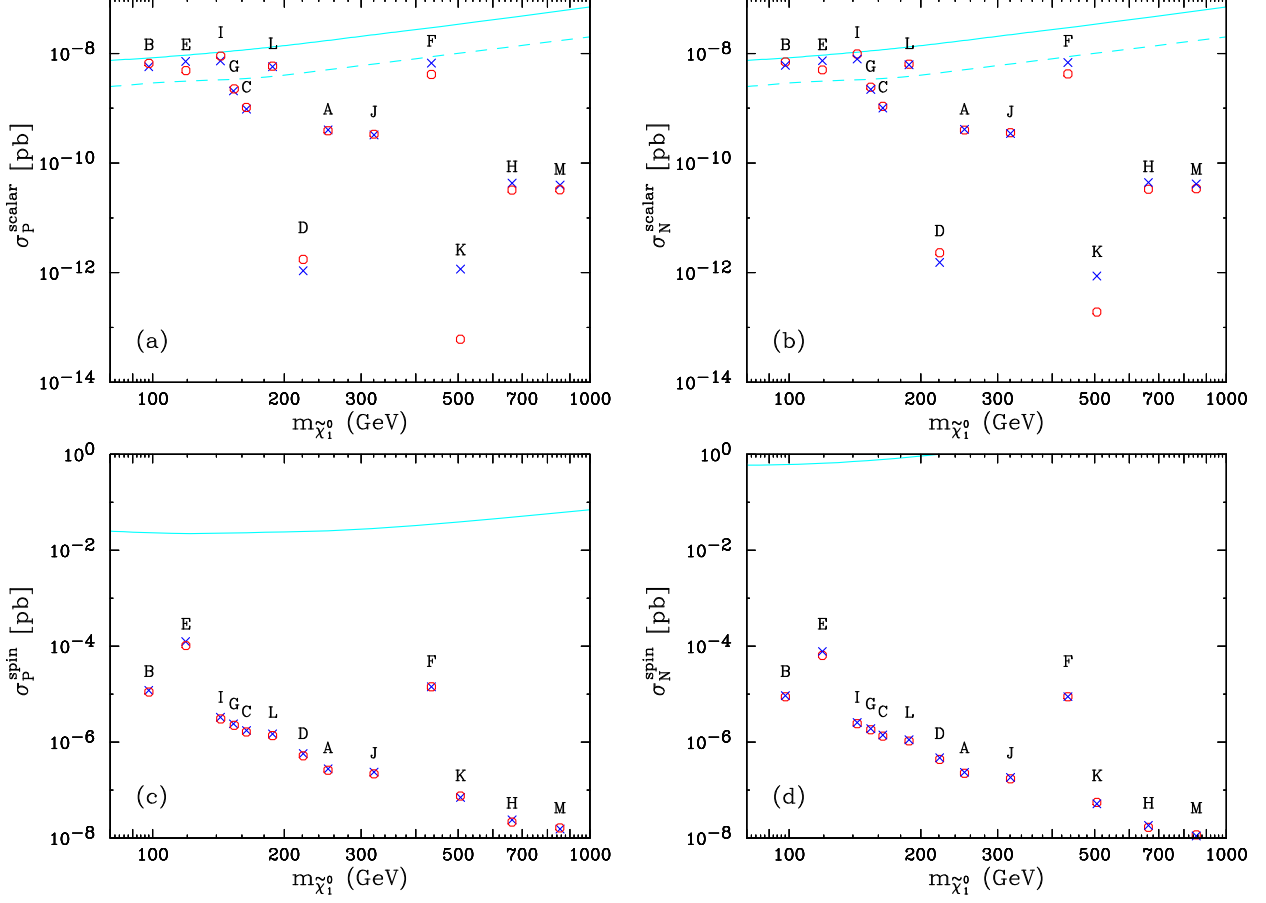 B E I L F
10^-8
G C
A J
10^-10
H M
D
K
10^-12
(a)
10^-14
100 200 300 500 700 1000
m_χ̃₁⁰ (GeV)
σ_P^scalar [pb]
B E I L F
10^-8
G C
A J
10^-10
H M
D
K
10^-12
(b)
10^-14
100 200 300 500 700 1000
m_χ̃₁⁰ (GeV)
σ_N^scalar [pb]
10^0
10^-2
10^-4
E
B F
I G C L
10^-6
D A J
K
H M
(c)
10^-8
100 200 300 500 700 1000
m_χ̃₁⁰ (GeV)
σ_P^spin [pb]
10^0
10^-2
10^-4
E
B F
I G C L
10^-6
D A J
K
H M
(d)
10^-8
100 200 300 500 700 1000
m_χ̃₁⁰ (GeV)
σ_N^spin [pb]